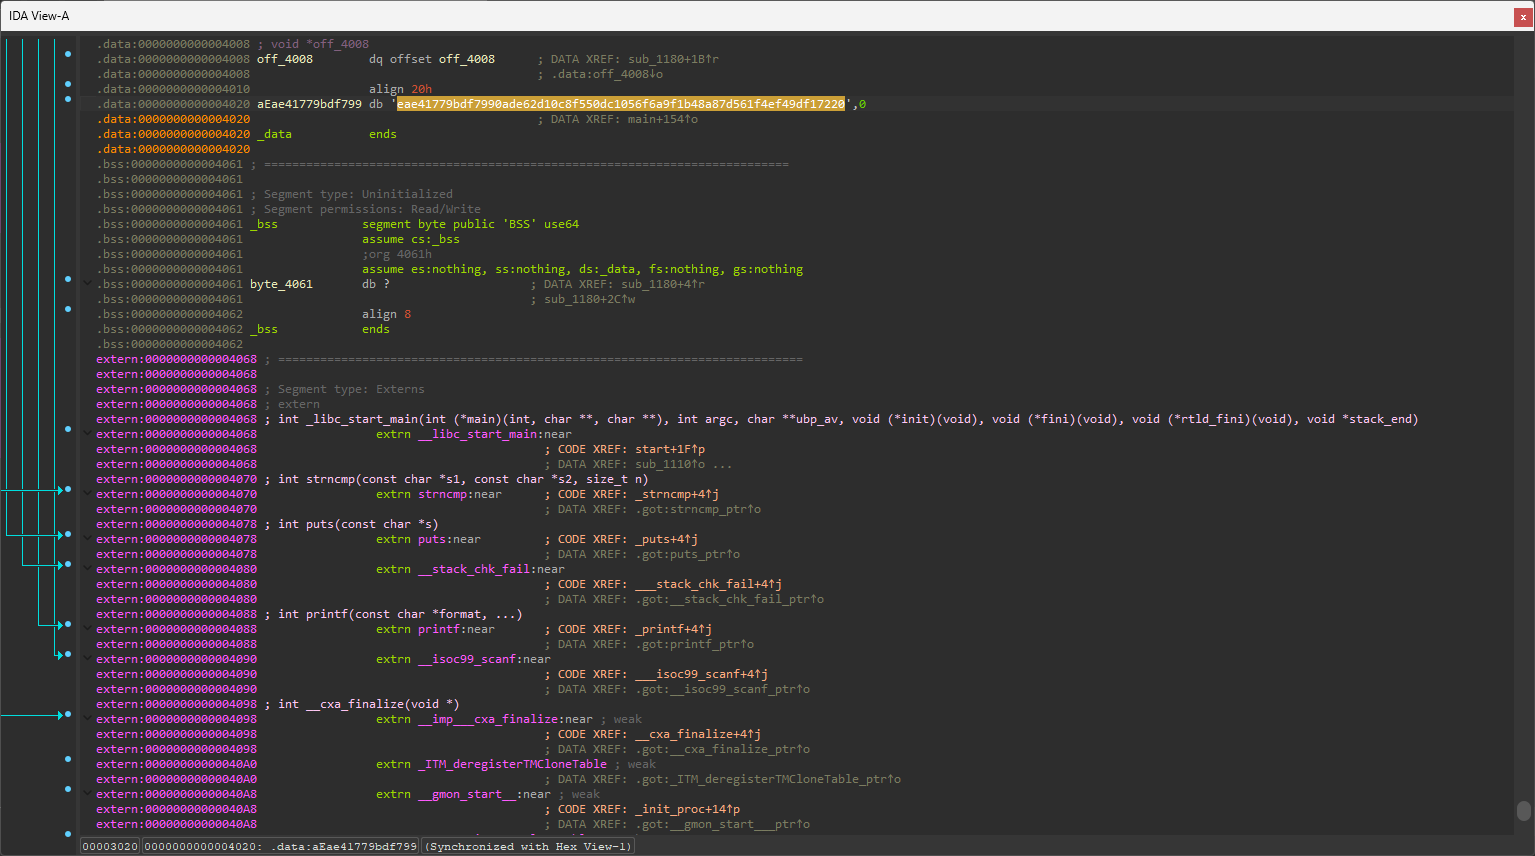 IDA View-A
x
.data:0000000000004008 ; void *off_4008
.data:0000000000004008 off_4008 dq offset off_4008 ; DATA XREF: sub_1180+1B↑r
.data:0000000000004008 ; .data:off_4008↓o
.data:0000000000004010 align 20h
.data:0000000000004020 aEae41779bdf799 db 'eae41779bdf7990ade62d10c8f550dc1056f6a9f1b48a87d561f4ef49df17220',0
.data:0000000000004020 ; DATA XREF: main+154↑o
.data:0000000000004020 _data ends
.data:0000000000004020
.bss:0000000000004061 ; ===========================================================================
.bss:0000000000004061
.bss:0000000000004061 ; Segment type: Uninitialized
.bss:0000000000004061 ; Segment permissions: Read/Write
.bss:0000000000004061 _bss segment byte public 'BSS' use64
.bss:0000000000004061 assume cs:_bss
.bss:0000000000004061 ;org 4061h
.bss:0000000000004061 assume es:nothing, ss:nothing, ds:_data, fs:nothing, gs:nothing
.bss:0000000000004061 byte_4061 db ? ; DATA XREF: sub_1180+4↑r
.bss:0000000000004061 ; sub_1180+2C↑w
.bss:0000000000004062 align 8
.bss:0000000000004062 _bss ends
.bss:0000000000004062
extern:0000000000004068 ; ===========================================================================
extern:0000000000004068
extern:0000000000004068 ; Segment type: Externs
extern:0000000000004068 ; extern
extern:0000000000004068 ; int _libc_start_main(int (*main)(int, char **, char **), int argc, char **ubp_av, void (*init)(void), void (*fini)(void), void (*rtld_fini)(void), void *stack_end)
extern:0000000000004068 extrn __libc_start_main:near
extern:0000000000004068 ; CODE XREF: start+1F↑p
extern:0000000000004068 ; DATA XREF: sub_1110↑o ...
extern:0000000000004070 ; int strncmp(const char *s1, const char *s2, size_t n)
extern:0000000000004070 extrn strncmp:near ; CODE XREF: _strncmp+4↑j
extern:0000000000004070 ; DATA XREF: .got:strncmp_ptr↑o
extern:0000000000004078 ; int puts(const char *s)
extern:0000000000004078 extrn puts:near ; CODE XREF: _puts+4↑j
extern:0000000000004078 ; DATA XREF: .got:puts_ptr↑o
extern:0000000000004080 extrn __stack_chk_fail:near
extern:0000000000004080 ; CODE XREF: ___stack_chk_fail+4↑j
extern:0000000000004080 ; DATA XREF: .got:__stack_chk_fail_ptr↑o
extern:0000000000004088 ; int printf(const char *format, ...)
extern:0000000000004088 extrn printf:near ; CODE XREF: _printf+4↑j
extern:0000000000004088 ; DATA XREF: .got:printf_ptr↑o
extern:0000000000004090 extrn __isoc99_scanf:near
extern:0000000000004090 ; CODE XREF: ___isoc99_scanf+4↑j
extern:0000000000004090 ; DATA XREF: .got:__isoc99_scanf_ptr↑o
extern:0000000000004098 ; int __cxa_finalize(void *)
extern:0000000000004098 extrn __imp___cxa_finalize:near ; weak
extern:0000000000004098 ; CODE XREF: __cxa_finalize+4↑j
extern:0000000000004098 ; DATA XREF: .got:__cxa_finalize_ptr↑o
extern:00000000000040A0 extrn _ITM_deregisterTMCloneTable ; weak
extern:00000000000040A0 ; DATA XREF: .got:_ITM_deregisterTMCloneTable_ptr↑o
extern:00000000000040A8 extrn __gmon_start__:near ; weak
extern:00000000000040A8 ; CODE XREF: _init_proc+14↑p
extern:00000000000040A8 ; DATA XREF: .got:__gmon_start___ptr↑o
00003020 0000000000004020: .data:aEae41779bdf799 (Synchronized with Hex View-1)